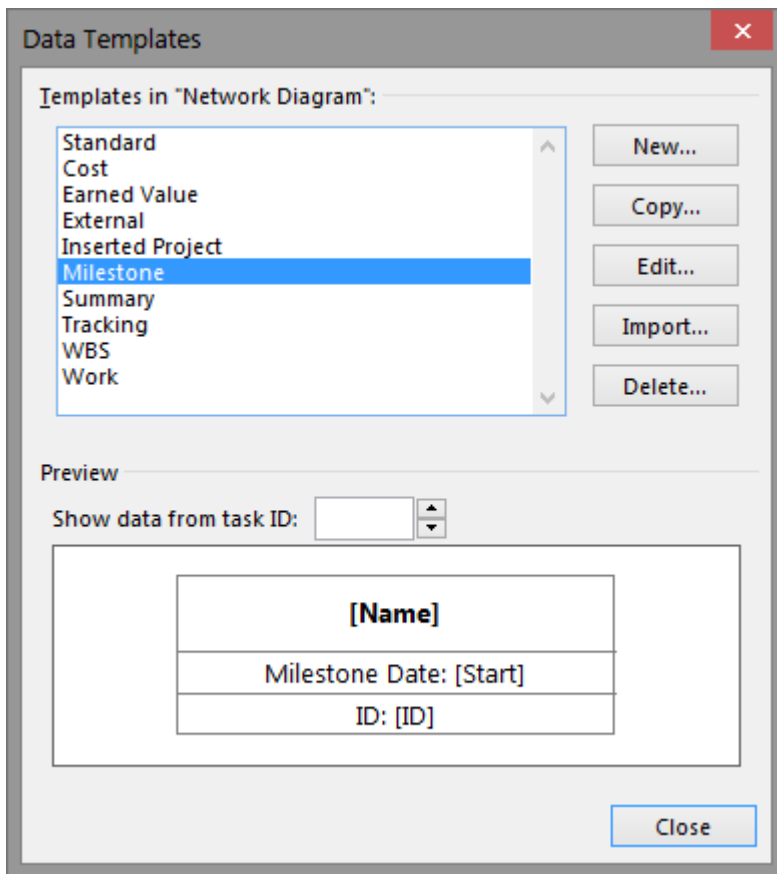 Data Templates
Templates in "Network Diagram":
Standard
Cost
Earned Value
External
Inserted Project
Milestone
Summary
Tracking
WBS
Work
New...
Copy...
Edit...
Import...
Delete...
Preview
Show data from task ID:
[Name]
Milestone Date: [Start]
ID: [ID]
Close